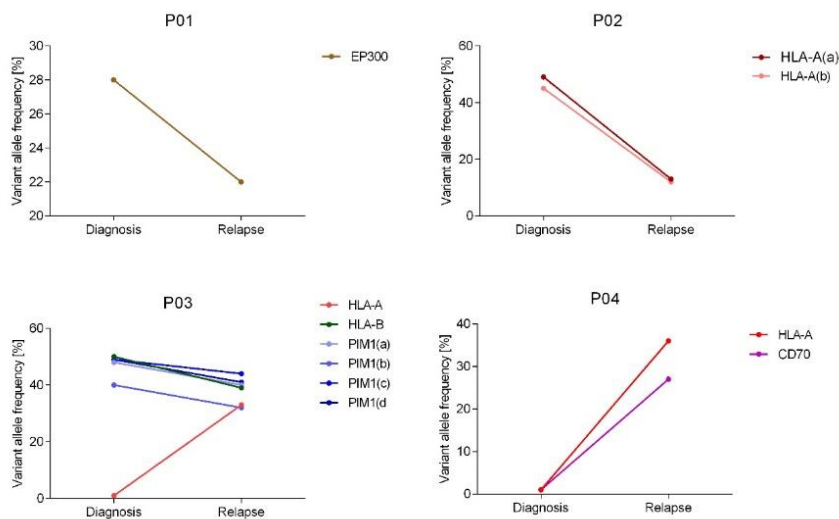 P01
Variant allele frequency [%]
30
28
26
24
22
20
Diagnosis
Relapse
EP300
P02
Variant allele frequency [%]
60
40
20
0
Diagnosis
Relapse
HLA-A(a)
HLA-A(b)
P03
Variant allele frequency [%]
60
40
20
0
Diagnosis
Relapse
HLA-A
HLA-B
PIM1(a)
PIM1(b)
PIM1(c)
PIM1(d
P04
Variant allele frequency [%]
40
30
20
10
0
Diagnosis
Relapse
HLA-A
CD70